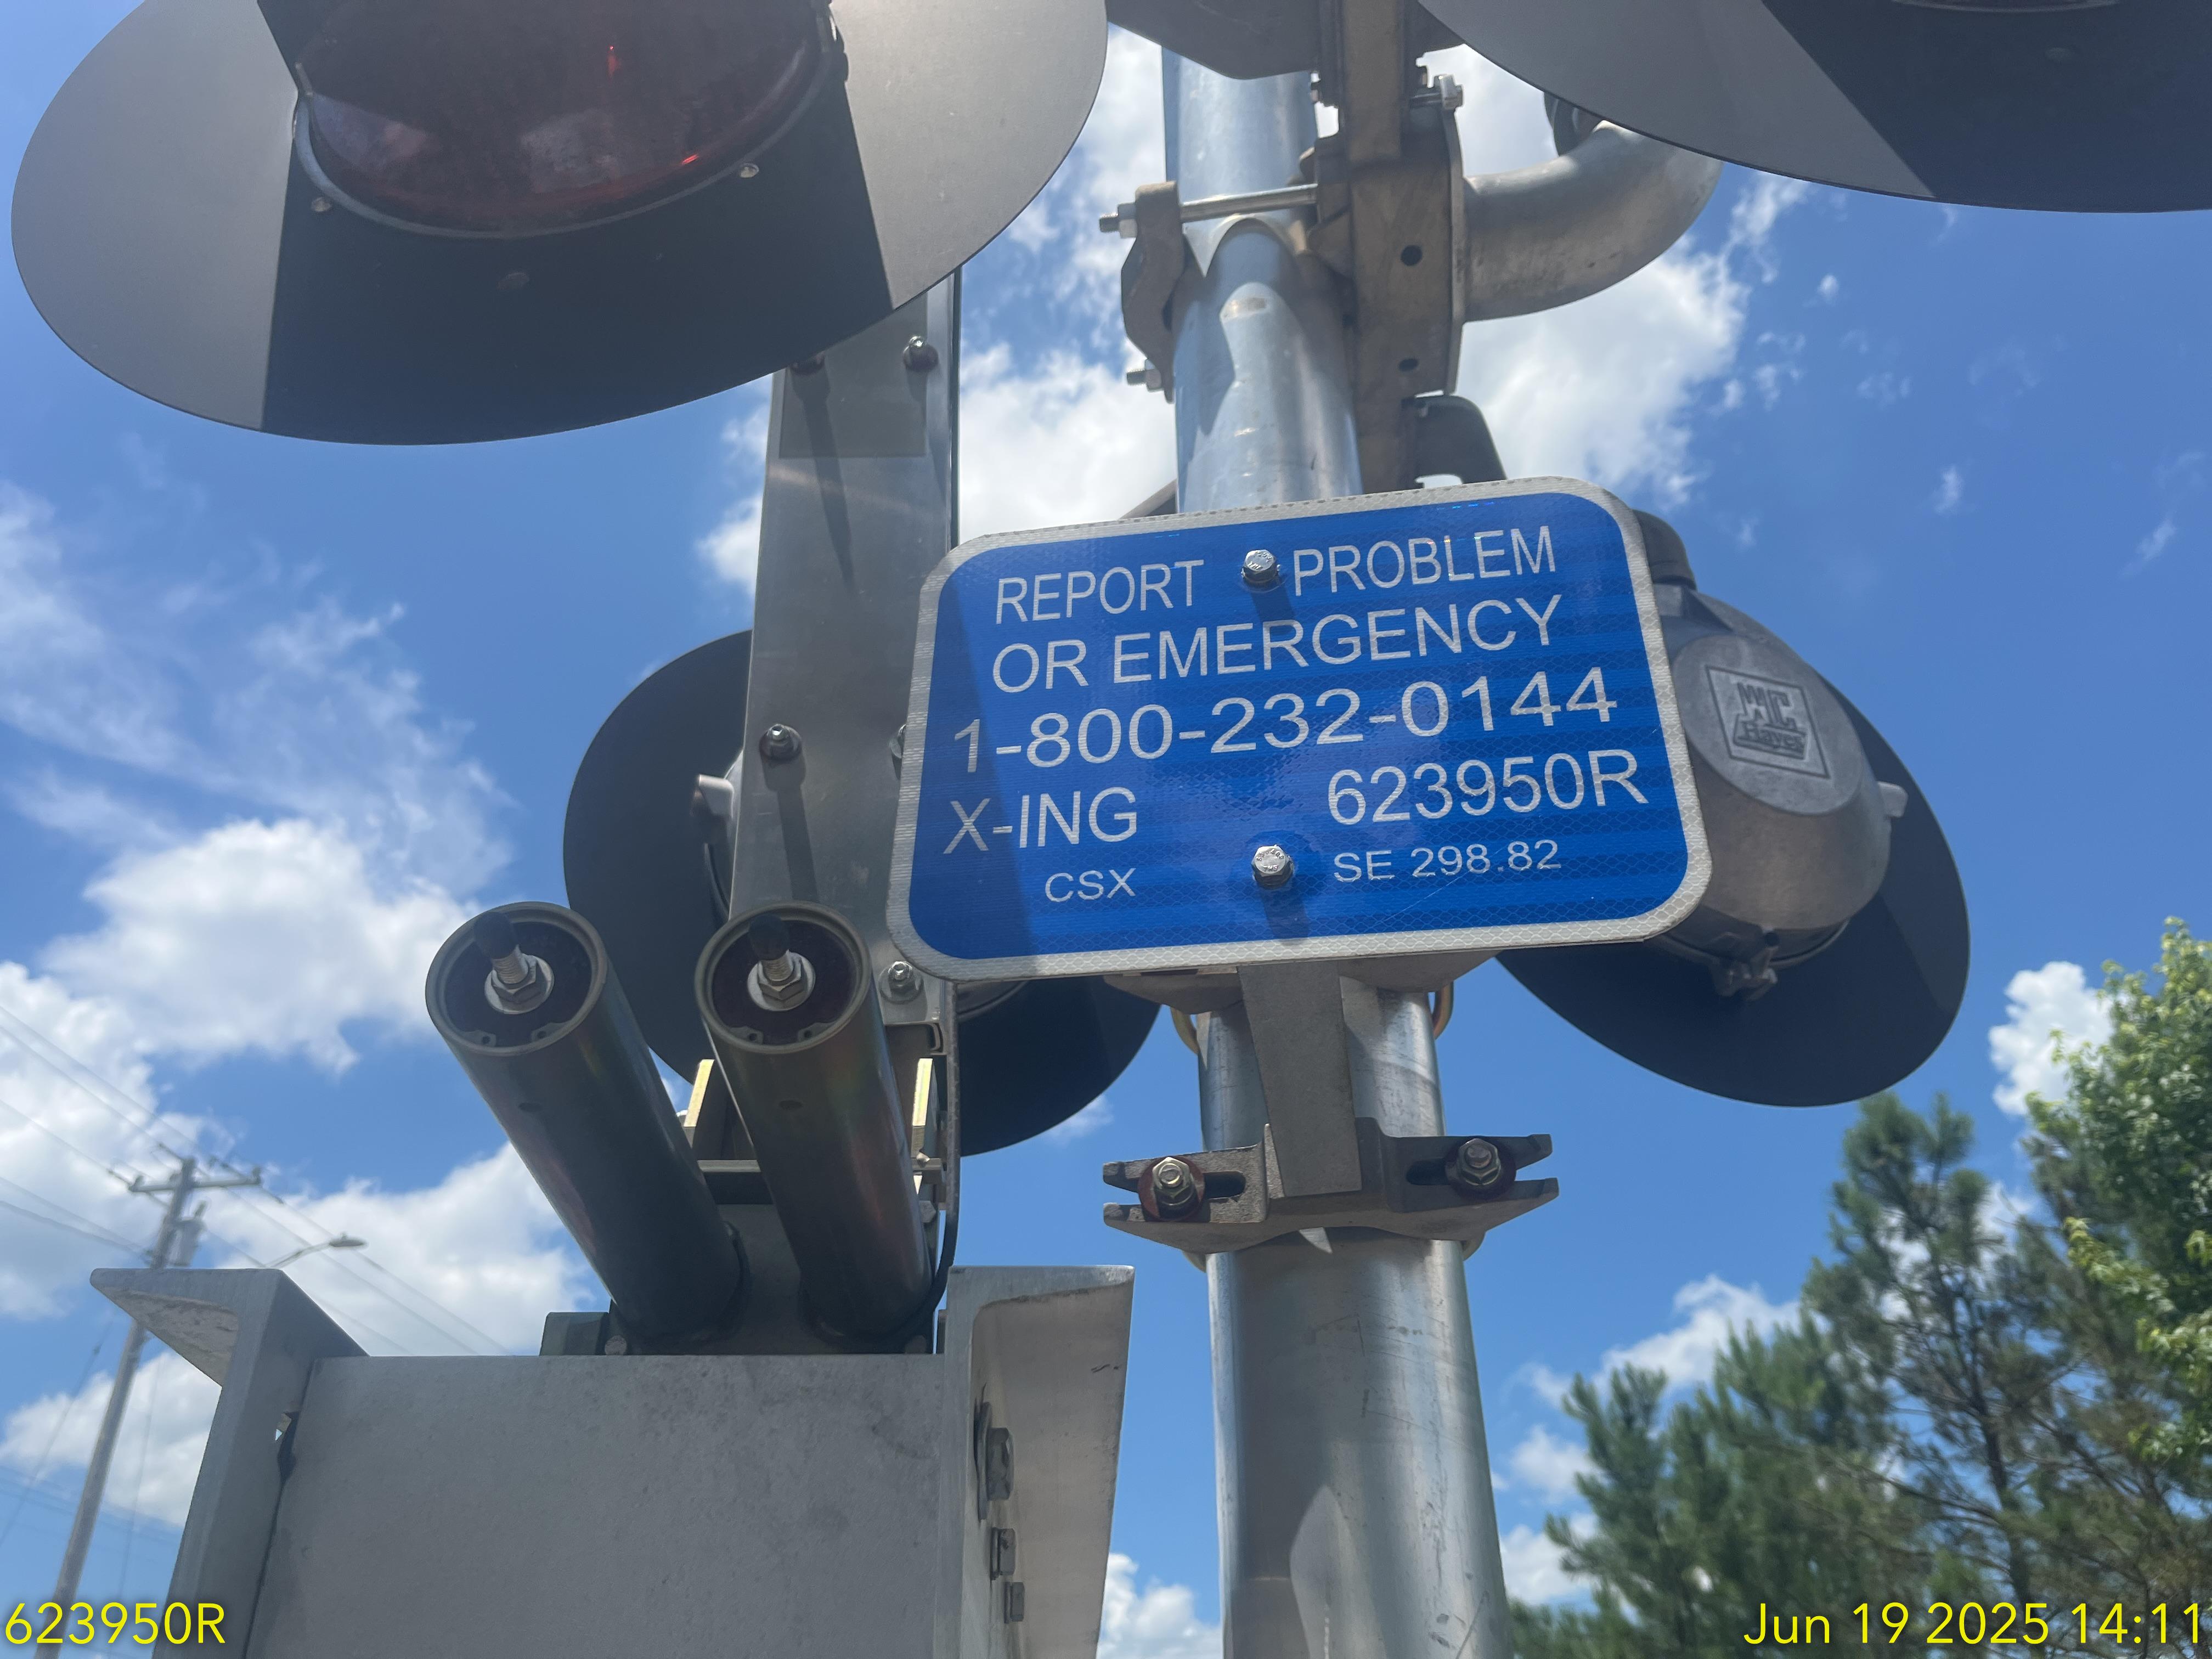 REPORT PROBLEM
OR EMERGENCY
1-800-232-0144
X-ING 623950R
CSX SE 298.82
WC
Hayes
623950R
Jun 19 2025 14:11